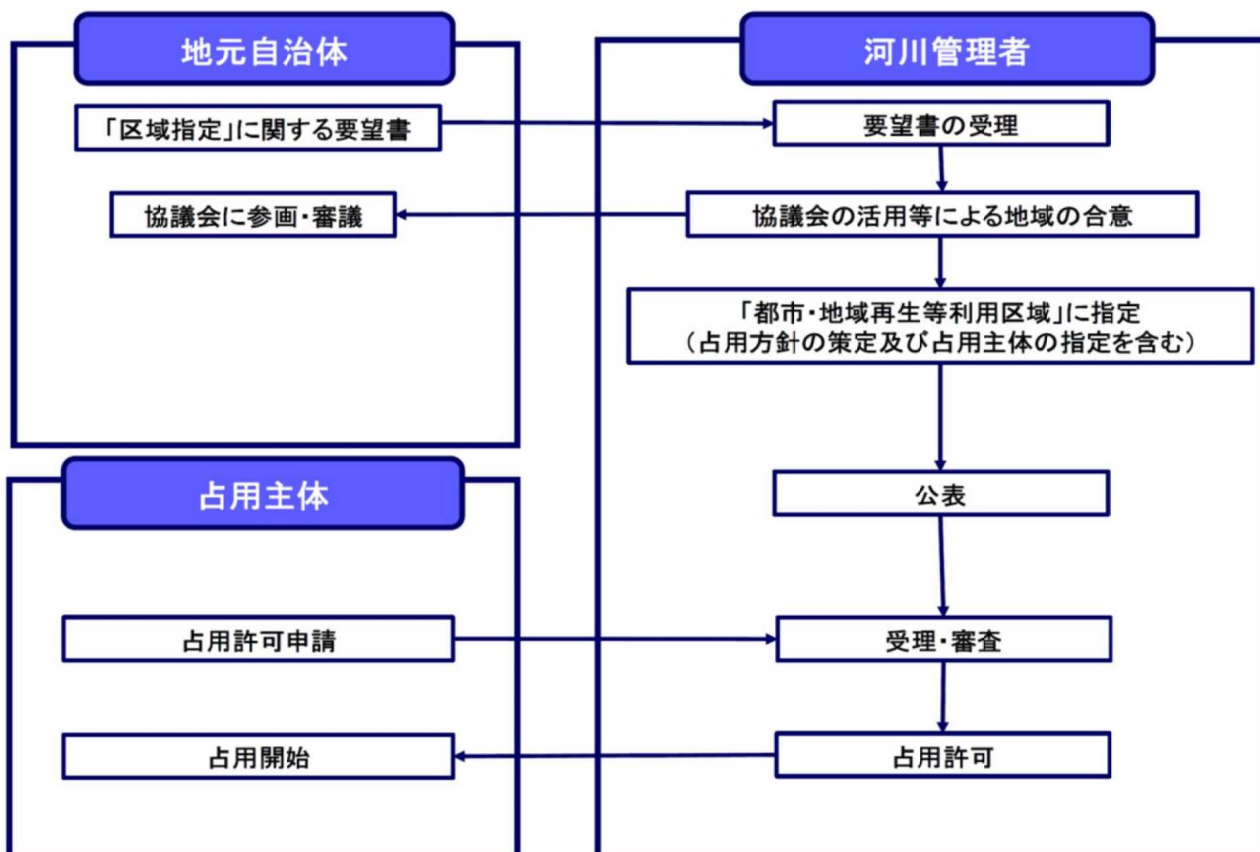 地元自治体
「区域指定」に関する要望書
協議会に参画・審議
河川管理者
要望書の受理
協議会の活用等による地域の合意
「都市・地域再生等利用区域」に指定
（占用方針の策定及び占用主体の指定を含む）
公表
受理・審査
占用許可
占用主体
占用許可申請
占用開始